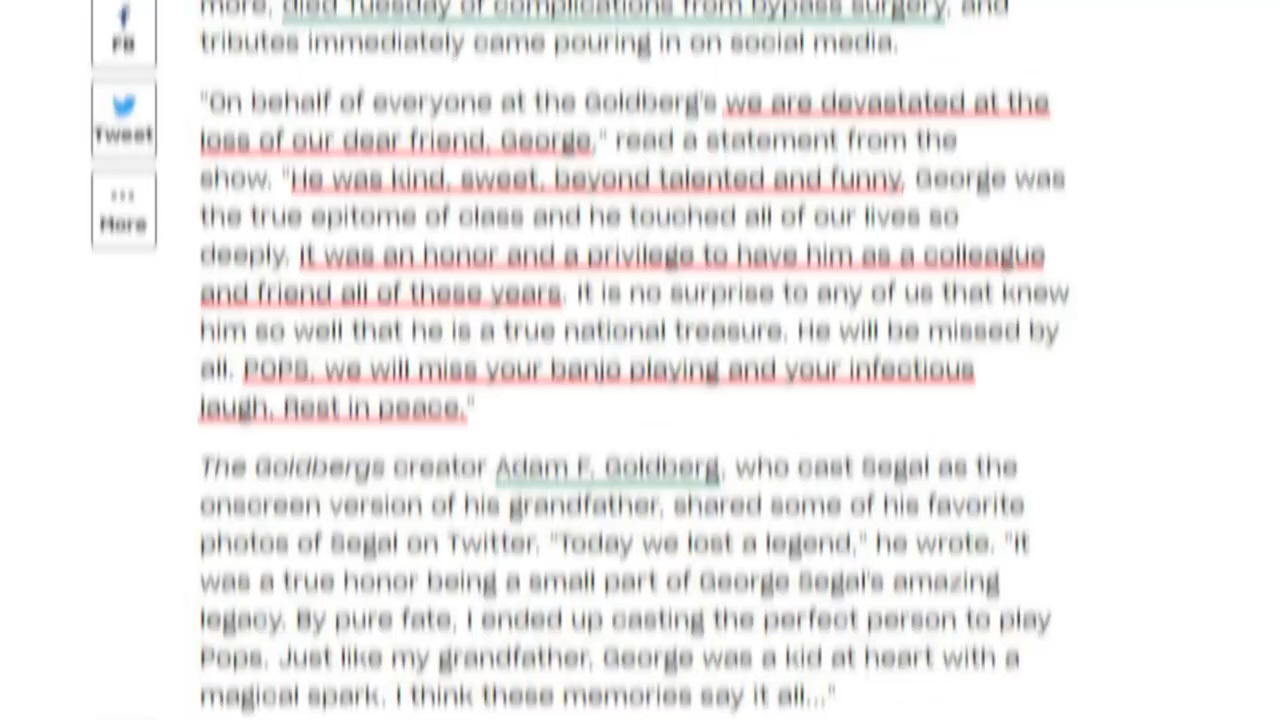 more, died Tuesday of complications from bypass surgery, and
tributes immediately came pouring in on social media.
"On behalf of everyone at the Goldberg's we are devastated at the
loss of our dear friend, George," read a statement from the
show. "He was kind, sweet, beyond talented and funny. George was
the true epitome of class and he touched all of our lives so
deeply. It was an honor and a privilege to have him as a colleague
and friend all of these years. It is no surprise to any of us that knew
him so well that he is a true national treasure. He will be missed by
all. POPS, we will miss your banjo playing and your infectious
laugh. Rest in peace."
The Goldbergs creator Adam F. Goldberg, who cast Segal as the
onscreen version of his grandfather, shared some of his favorite
photos of Segal on Twitter. "Today we lost a legend," he wrote. "It
was a true honor being a small part of George Segal's amazing
legacy. By pure fate, I ended up casting the perfect person to play
Pops. Just like my grandfather, George was a kid at heart with a
magical spark. I think these memories say it all..."
FB
Tweet
More